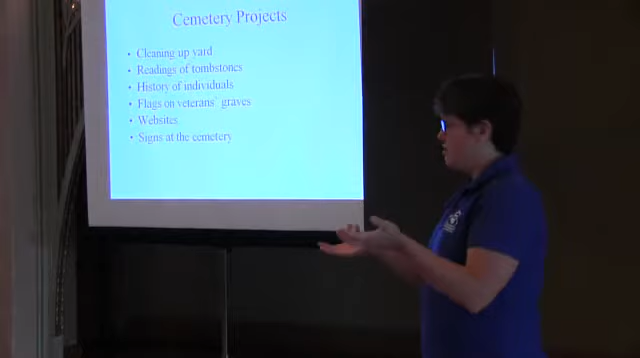 Cemetery Projects
• Cleaning up yard
• Readings of tombstones
• History of individuals
• Flags on veterans' graves
• Websites
• Signs at the cemetery